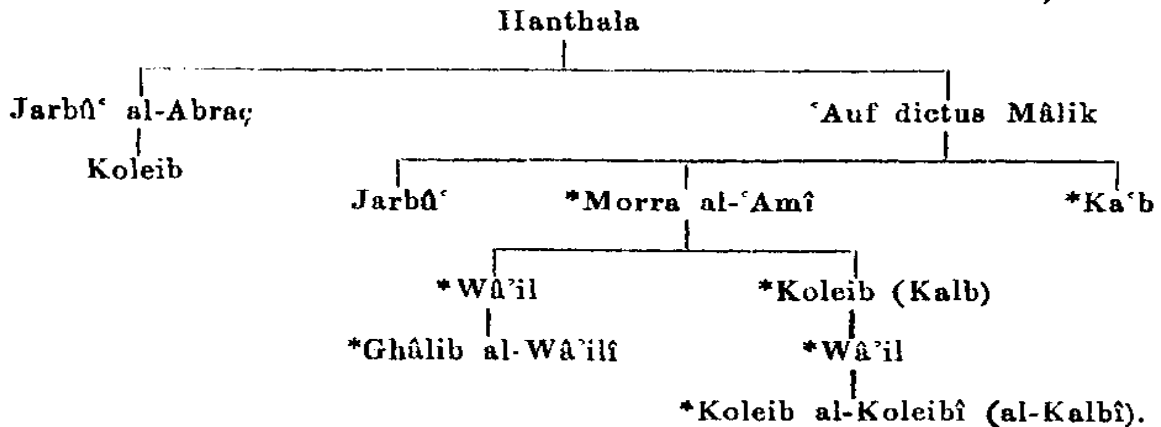 Hanthala
Jarbû‘ al-Abraç ‘Auf dictus Mâlik
Koleib
Jarbû‘ *Morra al-‘Amî *Ka‘b
*Wâ’il *Koleib (Kalb)
*Ghâlib al-Wâ’ilî *Wâ’il
*Koleib al-Koleibî (al-Kalbî).